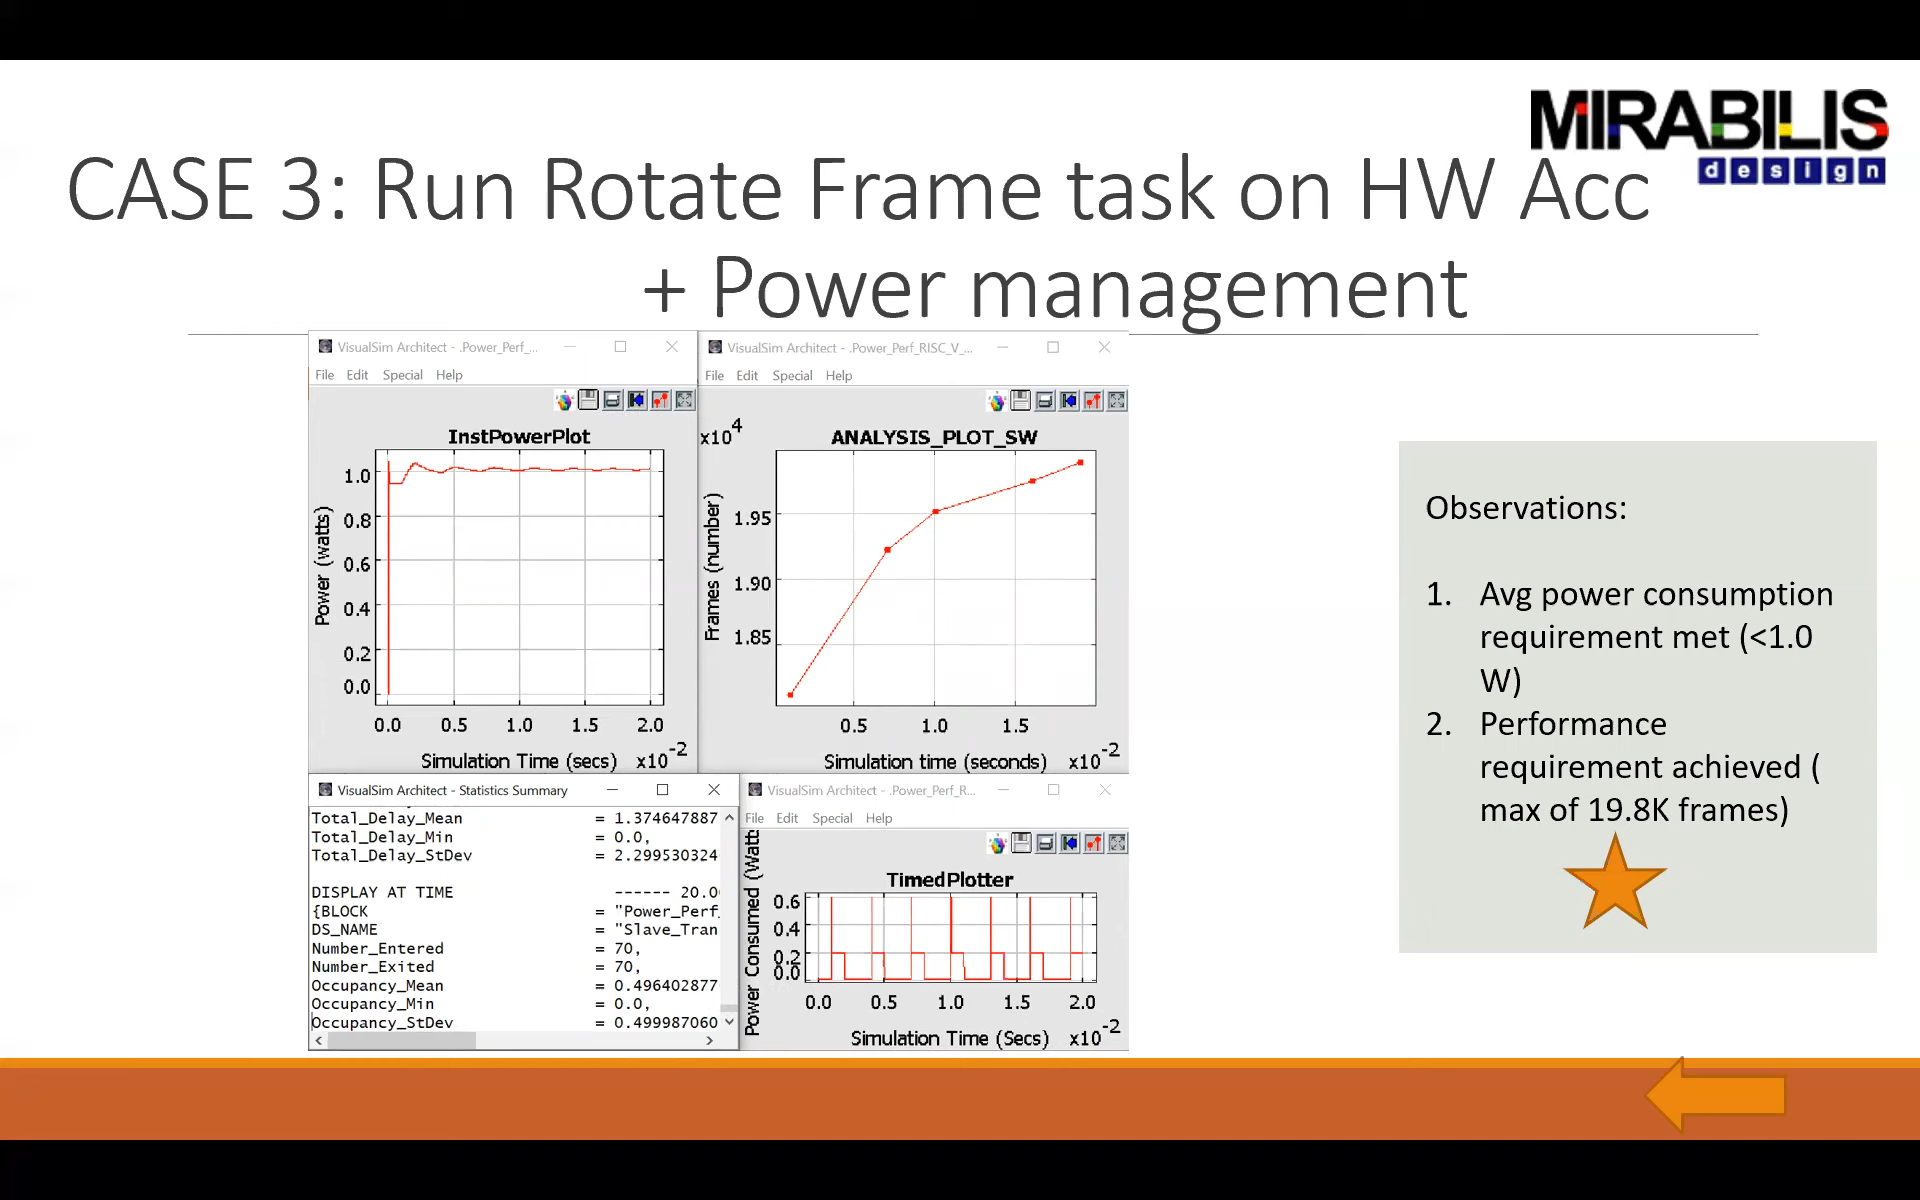 MIRABILIS
design
CASE 3: Run Rotate Frame task on HW Acc
+ Power management
VisualSim Architect - .Power_Perf_...
File Edit Special Help
InstPowerPlot
Power (watts)
1.0
0.8
0.6
0.4
0.2
0.0
0.0 0.5 1.0 1.5 2.0
Simulation Time (secs) x10^-2
VisualSim Architect - .Power_Perf_RISC_V_...
File Edit Special Help
x10^4
ANALYSIS_PLOT_SW
Frames (number)
1.95
1.90
1.85
0.5 1.0 1.5
Simulation time (seconds) x10^-2
VisualSim Architect - Statistics Summary
Total_Delay_Mean = 1.374647887
Total_Delay_Min = 0.0,
Total_Delay_StDev = 2.299530324
DISPLAY AT TIME ------ 20.0
{BLOCK = "Power_Perf_
DS_NAME = "Slave_Tran
Number_Entered = 70,
Number_Exited = 70,
Occupancy_Mean = 0.496402877
Occupancy_Min = 0.0,
Occupancy_StDev = 0.499987060
VisualSim Architect - .Power_Perf_R...
File Edit Special Help
TimedPlotter
Power Consumed (Watts
0.6
0.4
0.2
0.0
0.0 0.5 1.0 1.5 2.0
Simulation Time (Secs) x10^-2
Observations:
1. Avg power consumption
requirement met (<1.0
W)
2. Performance
requirement achieved (
max of 19.8K frames)